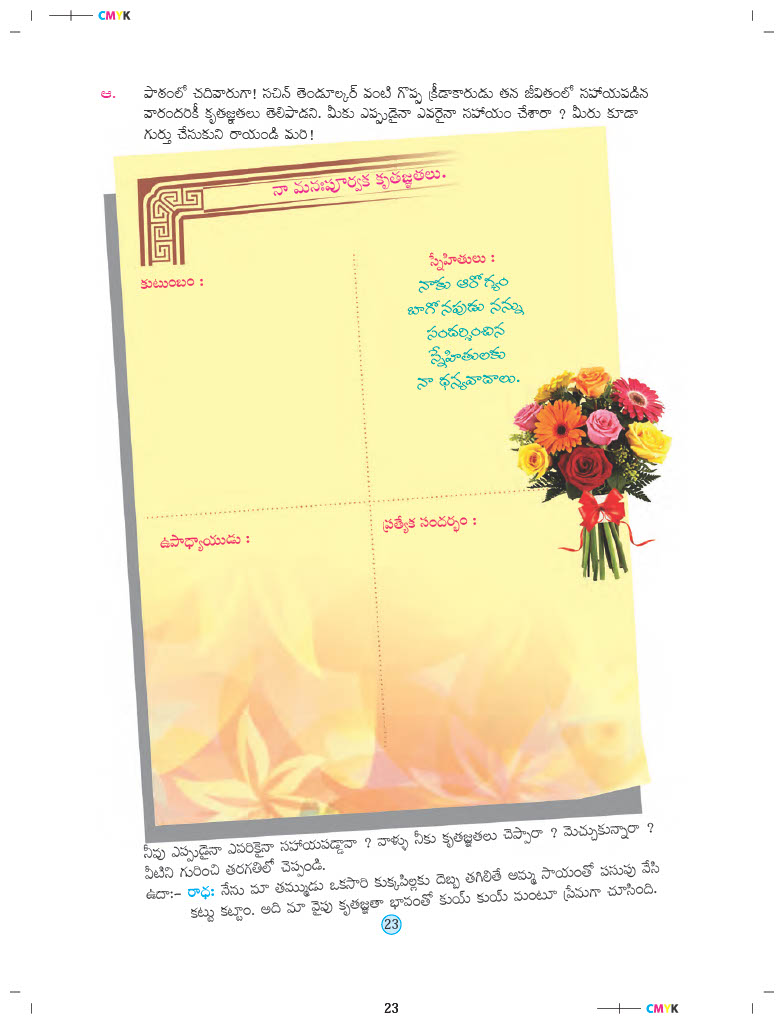 CMYK
ఆ. పాఠంలో చదివారుగా! సచిన్ తెండూల్కర్ వంటి గొప్ప క్రీడాకారుడు తన జీవితంలో సహాయపడిన
వారందరికీ కృతజ్ఞతలు తెలిపాడని. మీకు ఎప్పుడైనా ఎవరైనా సహాయం చేశారా ? మీరు కూడా
గుర్తు చేసుకుని రాయండి మరి!
నా మనఃపూర్వక కృతజ్ఞతలు.
కుటుంబం :
స్నేహితులు :
నాకు ఆరోగ్యం
బాగోనపుడు నన్ను
సందర్శించిన
స్నేహితులకు
నా ధన్యవాదాలు.
ఉపాధ్యాయుడు :
ప్రత్యేక సందర్భం :
నీవు ఎప్పుడైనా ఎవరికైనా సహాయపడ్డావా ? వాళ్ళు నీకు కృతజ్ఞతలు చెప్పారా ? మెచ్చుకున్నారా ?
వీటిని గురించి తరగతిలో చెప్పండి.
ఉదా:- రాధ: నేను మా తమ్ముడు ఒకసారి కుక్కపిల్లకు దెబ్బ తగిలితే అమ్మ సాయంతో పసుపు వేసి
కట్టు కట్టాం. అది మా వైపు కృతజ్ఞతా భావంతో కుయ్ కుయ్ మంటూ ప్రేమగా చూసింది.
23
23
CMYK